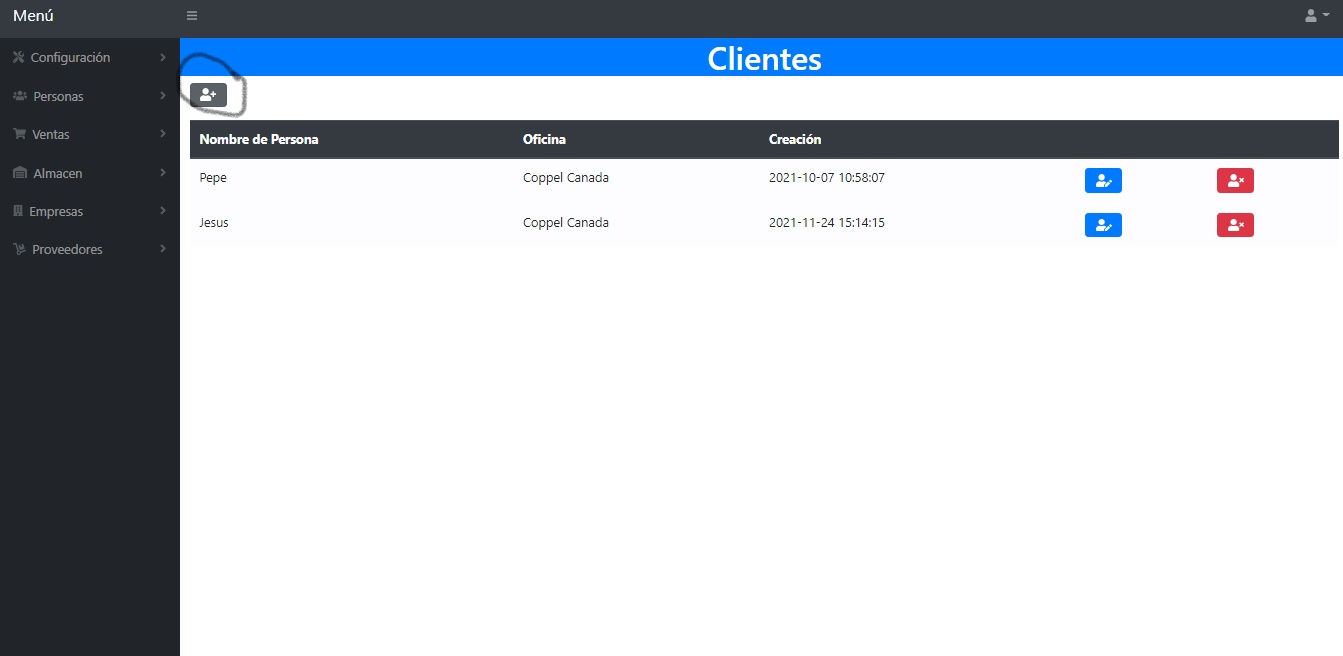 Menú
Clientes
Configuración
Personas
Ventas
Almacen
Empresas
Proveedores
Nombre de Persona Oficina Creación
Pepe Coppel Canada 2021-10-07 10:58:07
Jesus Coppel Canada 2021-11-24 15:14:15